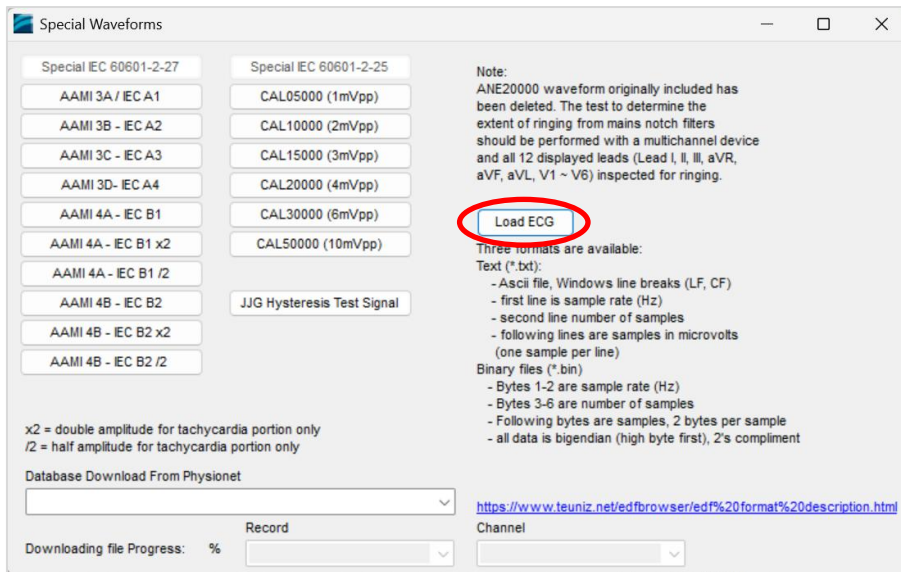 Special Waveforms
Special IEC 60601-2-27
AAMI 3A / IEC A1
AAMI 3B - IEC A2
AAMI 3C - IEC A3
AAMI 3D- IEC A4
AAMI 4A - IEC B1
AAMI 4A - IEC B1 x2
AAMI 4A - IEC B1 /2
AAMI 4B - IEC B2
AAMI 4B - IEC B2 x2
AAMI 4B - IEC B2 /2
Special IEC 60601-2-25
CAL05000 (1mVpp)
CAL10000 (2mVpp)
CAL15000 (3mVpp)
CAL20000 (4mVpp)
CAL30000 (6mVpp)
CAL50000 (10mVpp)
JJG Hysteresis Test Signal
Note:
ANE20000 waveform originally included has
been deleted. The test to determine the
extent of ringing from mains notch filters
should be performed with a multichannel device
and all 12 displayed leads (Lead I, II, III, aVR,
aVF, aVL, V1 ~ V6) inspected for ringing.
Load ECG
Three formats are available:
Text (*.txt):
- Ascii file, Windows line breaks (LF, CF)
- first line is sample rate (Hz)
- second line number of samples
- following lines are samples in microvolts
(one sample per line)
Binary files (*.bin)
- Bytes 1-2 are sample rate (Hz)
- Bytes 3-6 are number of samples
- Following bytes are samples, 2 bytes per sample
- all data is bigendian (high byte first), 2's compliment
x2 = double amplitude for tachycardia portion only
/2 = half amplitude for tachycardia portion only
Database Download From Physionet
https://www.teuniz.net/edfbrowser/edf%20format%20description.html
Record
Channel
Downloading file Progress: %